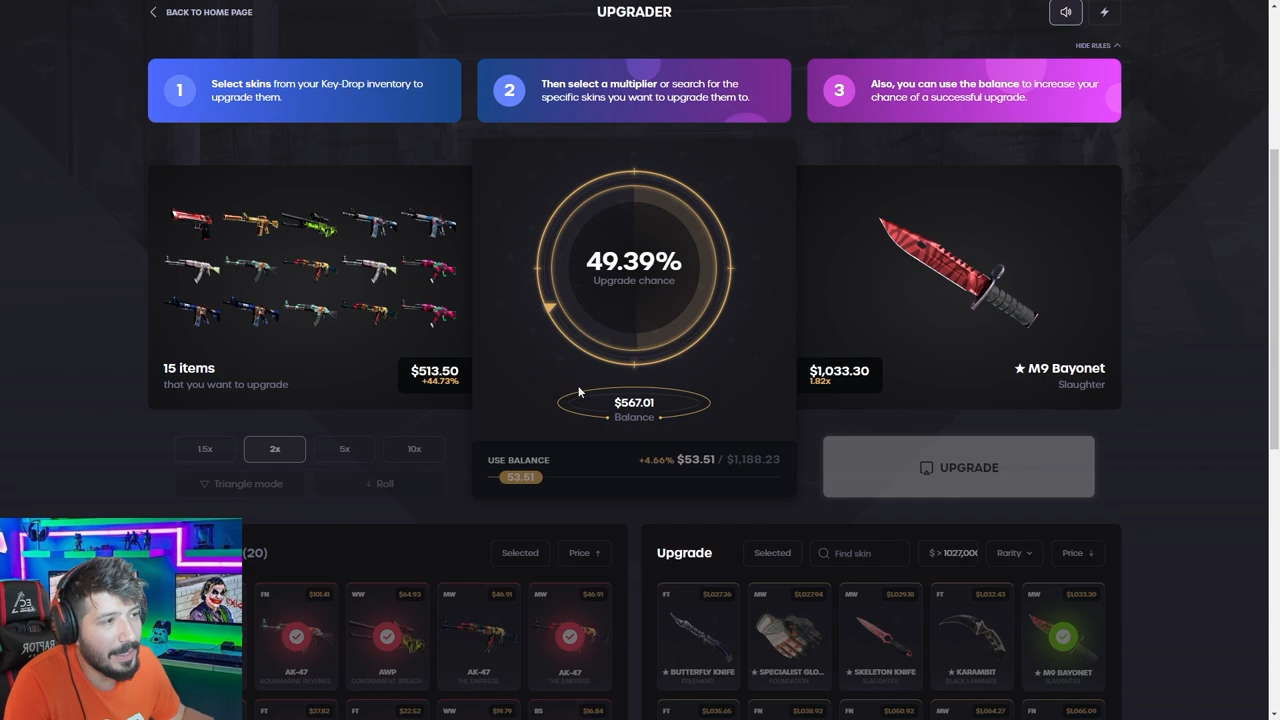 BACK TO HOME PAGE
UPGRADER
HIDE RULES
1
Select skins from your Key-Drop inventory to
upgrade them.
2
Then select a multiplier or search for the
specific skins you want to upgrade them to.
3
Also, you can use the balance to increase your
chance of a successful upgrade.
49.39%
Upgrade chance
15 items
that you want to upgrade
$513.50
+44.73%
$567.01
Balance
$1,033.30
1.82x
★ M9 Bayonet
Slaughter
1.5x
2x
5x
10x
Triangle mode
Roll
USE BALANCE
+4.66% $53.51 / $1,188.23
53.51
UPGRADE
(20)
Selected
Price ↑
Upgrade
Selected
Find skin
$ > 1027,00
Rarity
Price ↓
FN
$101.41
AK-47
AQUAMARINE REVENGE
WW
$64.93
AWP
CONTAINMENT BREACH
MW
$46.91
AK-47
THE EMPRESS
MW
$46.91
AK-47
THE EMPRESS
FT
$1,027.36
★ BUTTERFLY KNIFE
FREEHAND
MW
$1,027.94
★ SPECIALIST GLO...
FOUNDATION
MW
$1,029.18
★ SKELETON KNIFE
SLAUGHTER
FT
$1,032.43
★ KARAMBIT
BLACK LAMINATE
MW
$1,033.30
★ M9 BAYONET
SLAUGHTER
FT
$27.82
FT
$22.52
WW
$19.79
BS
$16.84
FT
$1,035.65
FN
$1,038.92
FN
$1,050.92
MW
$1,064.27
FN
$1,065.09
RAPTOR